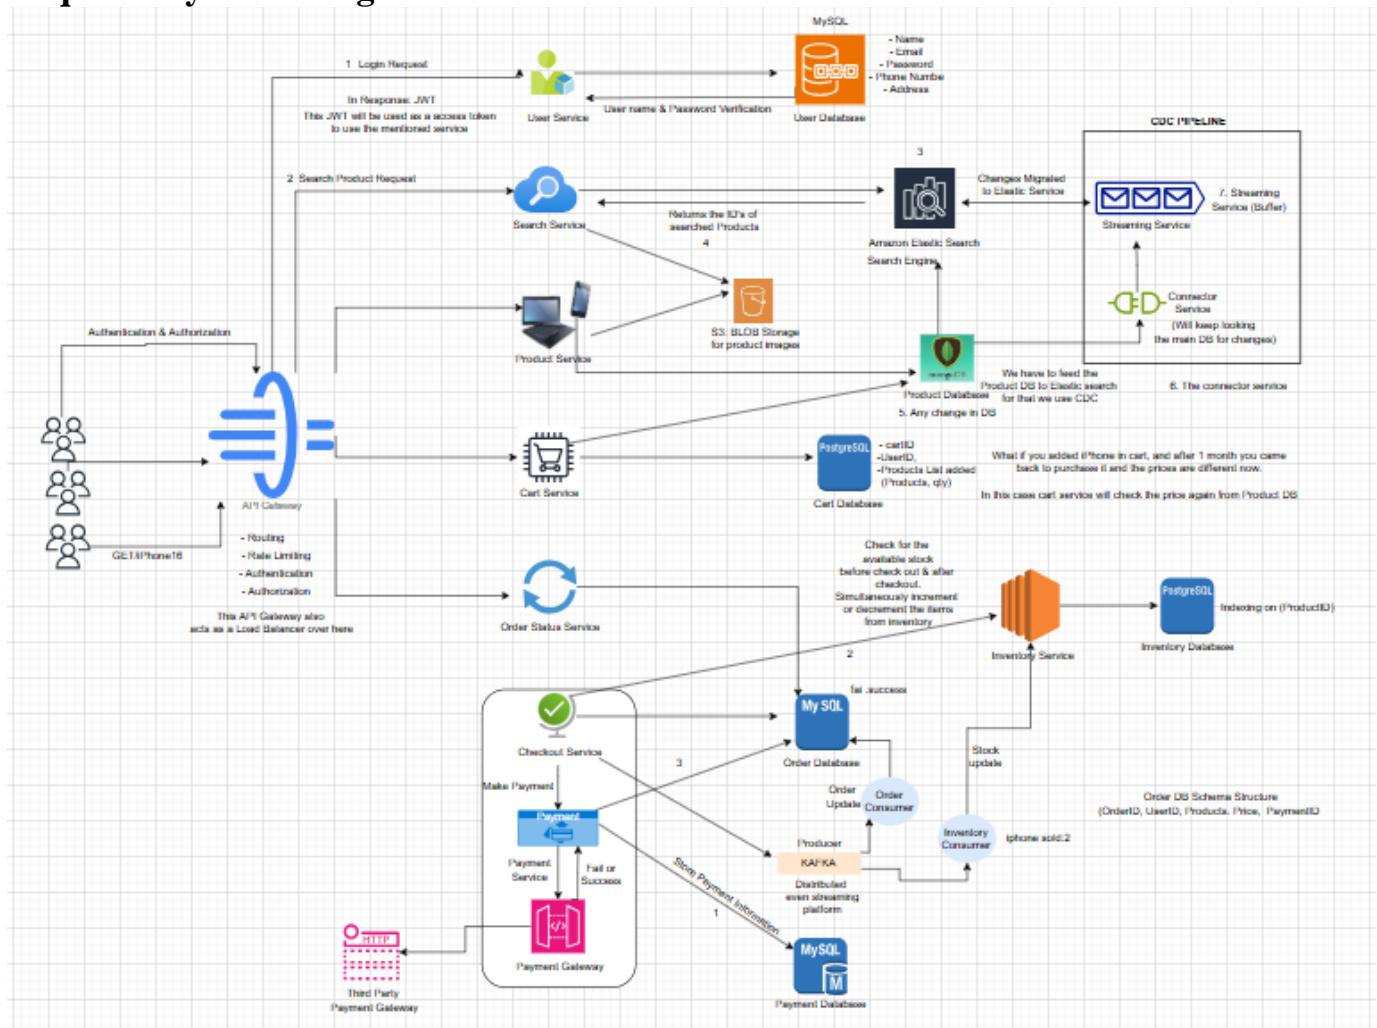 MySQL
- Name
- Email
- Password
- Phone Numbe
- Address
1 Login Request
In Response: JWT
This JWT will be used as a access token
to use the mentioned service
User Service
User name & Password Verification
User Database
CDC PIPELINE
2 Search Product Request
3
Changes Migrated
to Elastic Service
7. Streaming
Service (Buffer)
Search Service
Returns the ID's of
searched Products
4
Streaming Service
Amazon Elastic Search
Search Engine
Connector
Service
(Will keep looking
the main DB for changes)
Authentication & Authorization
S3: BLOB Storage
for product images
Product Service
Product Database
We have to feed the
Product DB to Elastic search
for that we use CDC
6. The connector service
5. Any change in DB
PostgreSQL
- cartID
-UserID,
-Products List added
(Products, qty)
What if you added iPhone in cart, and after 1 month you came
back to purchase it and the prices are different now.
In this case cart service will check the price again from Product DB
Cart Service
Cart Database
API Gateway
GET/iPhone16
- Routing
- Rate Limiting
- Authentication
- Authorization
This API Gateway also
acts as a Load Balancer over here
Check for the
available stock
before check out & after
checkout.
Simultaneously increment
or decrement the items
from inventory
PostgreSQL
Indexing on (ProductID)
Order Status Service
Inventory Service
Inventory Database
2
fai .success
My SQL
Checkout Service
Order Database
3
Stock
update
Make Payment
Order
Update
Order
Consumer
Order DB Schema Structure
(OrderID, UserID, Products. Price, PaymentID
Payment
Payment
Service
Fail or
Success
Producer
KAFKA
Distributed
even streaming
platform
Inventory
Consumer
iphone sold:2
Store Payment Information
1
HTTP
Payment Gateway
Third Party
Payment Gateway
MySQL
M
Payment Database